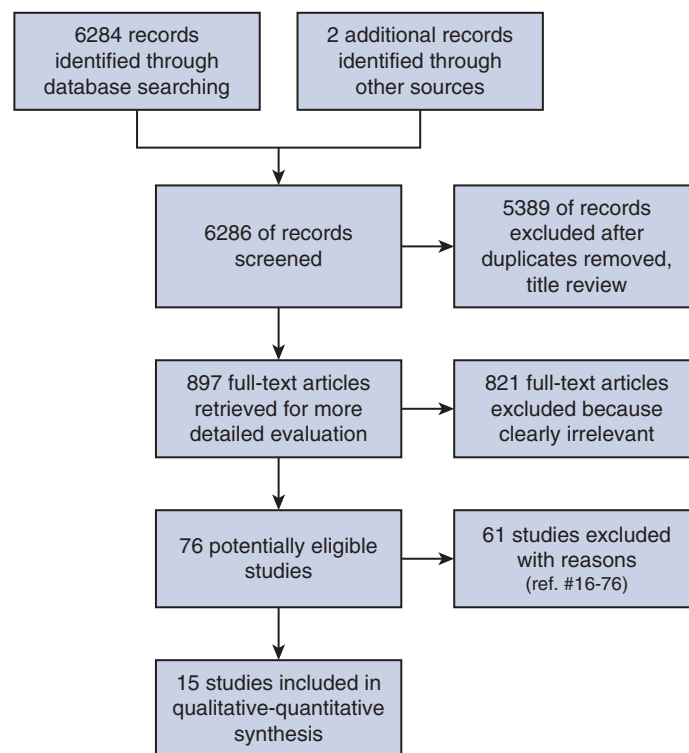 6284 records
identified through
database searching
2 additional records
identified through
other sources
6286 of records
screened
5389 of records
excluded after
duplicates removed,
title review
897 full-text articles
retrieved for more
detailed evaluation
821 full-text articles
excluded because
clearly irrelevant
76 potentially eligible
studies
61 studies excluded
with reasons
(ref. #16-76)
15 studies included in
qualitative-quantitative
synthesis